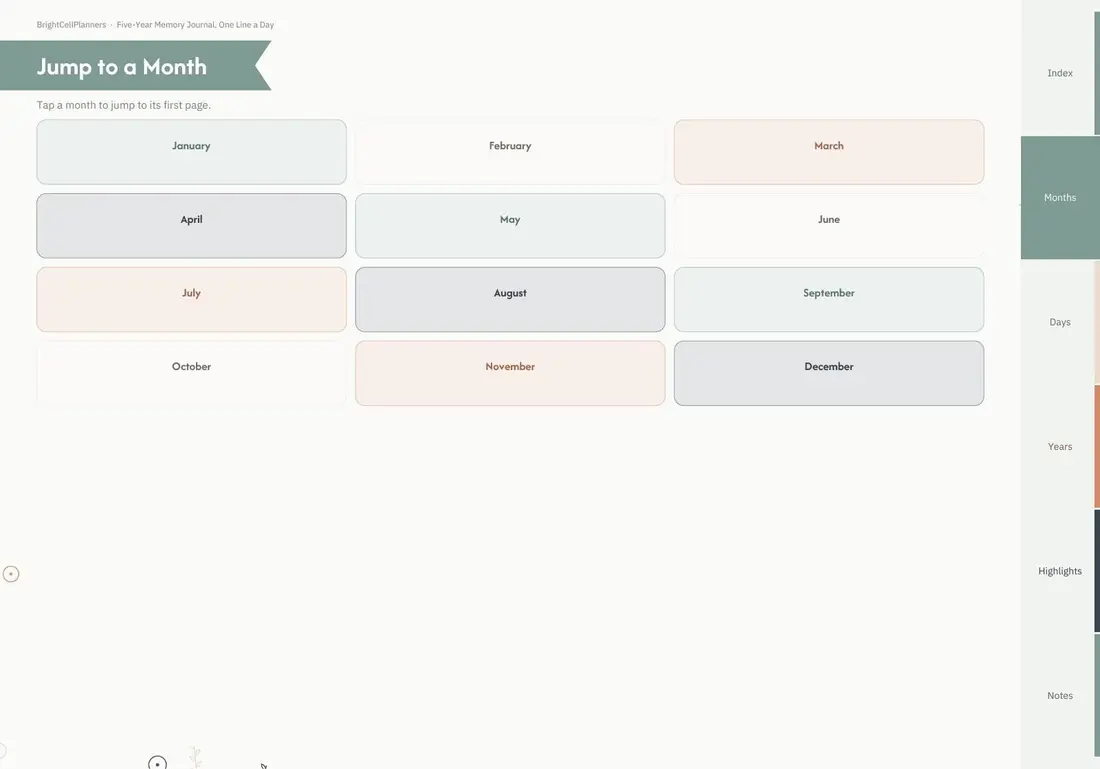 BrightCellPlanners · Five-Year Memory Journal, One Line a Day
Jump to a Month
Tap a month to jump to its first page.
January
February
March
April
May
June
July
August
September
October
November
December
Index
Months
Days
Years
Highlights
Notes